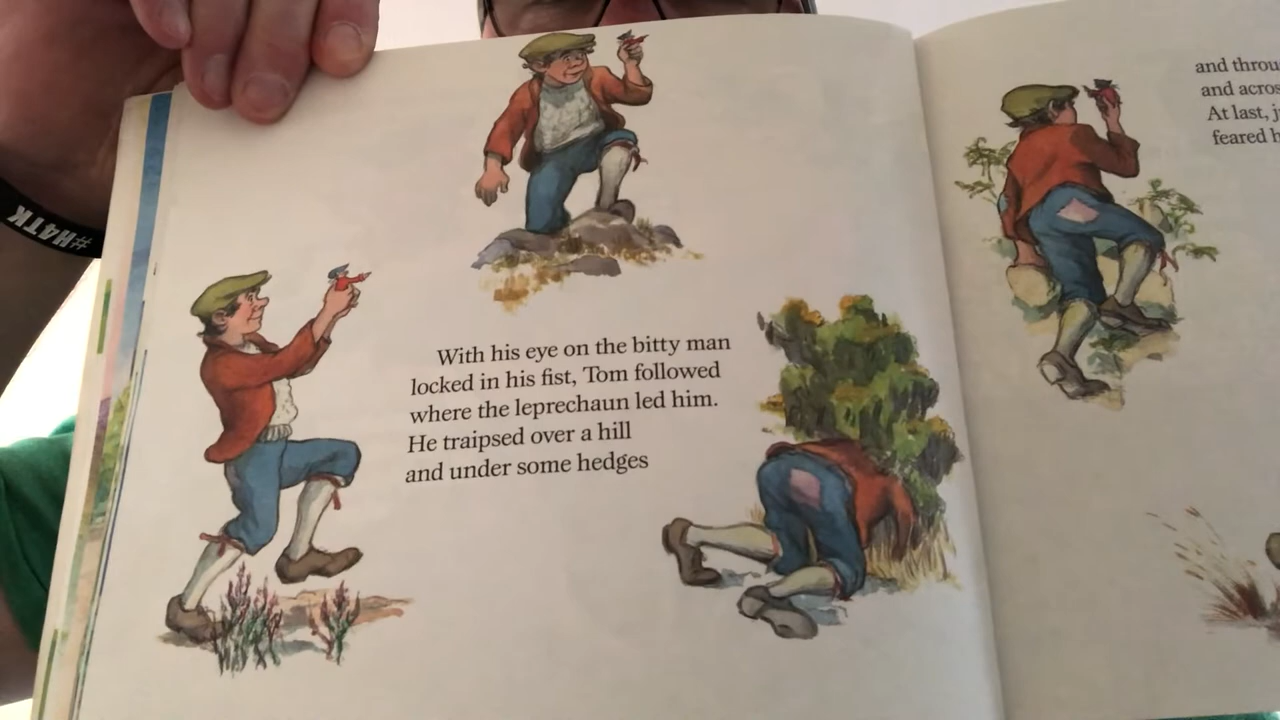 With his eye on the bitty man
locked in his fist, Tom followed
where the leprechaun led him.
He traipsed over a hill
and under some hedges
and throu
and acros
At last, j
feared h
#H4TK